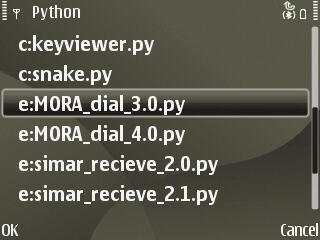 Python
c:keyviewer.py
c:snake.py
e:MORA_dial_3.0.py
e:MORA_dial_4.0.py
e:simar_recieve_2.0.py
e:simar_recieve_2.1.py
OK Cancel